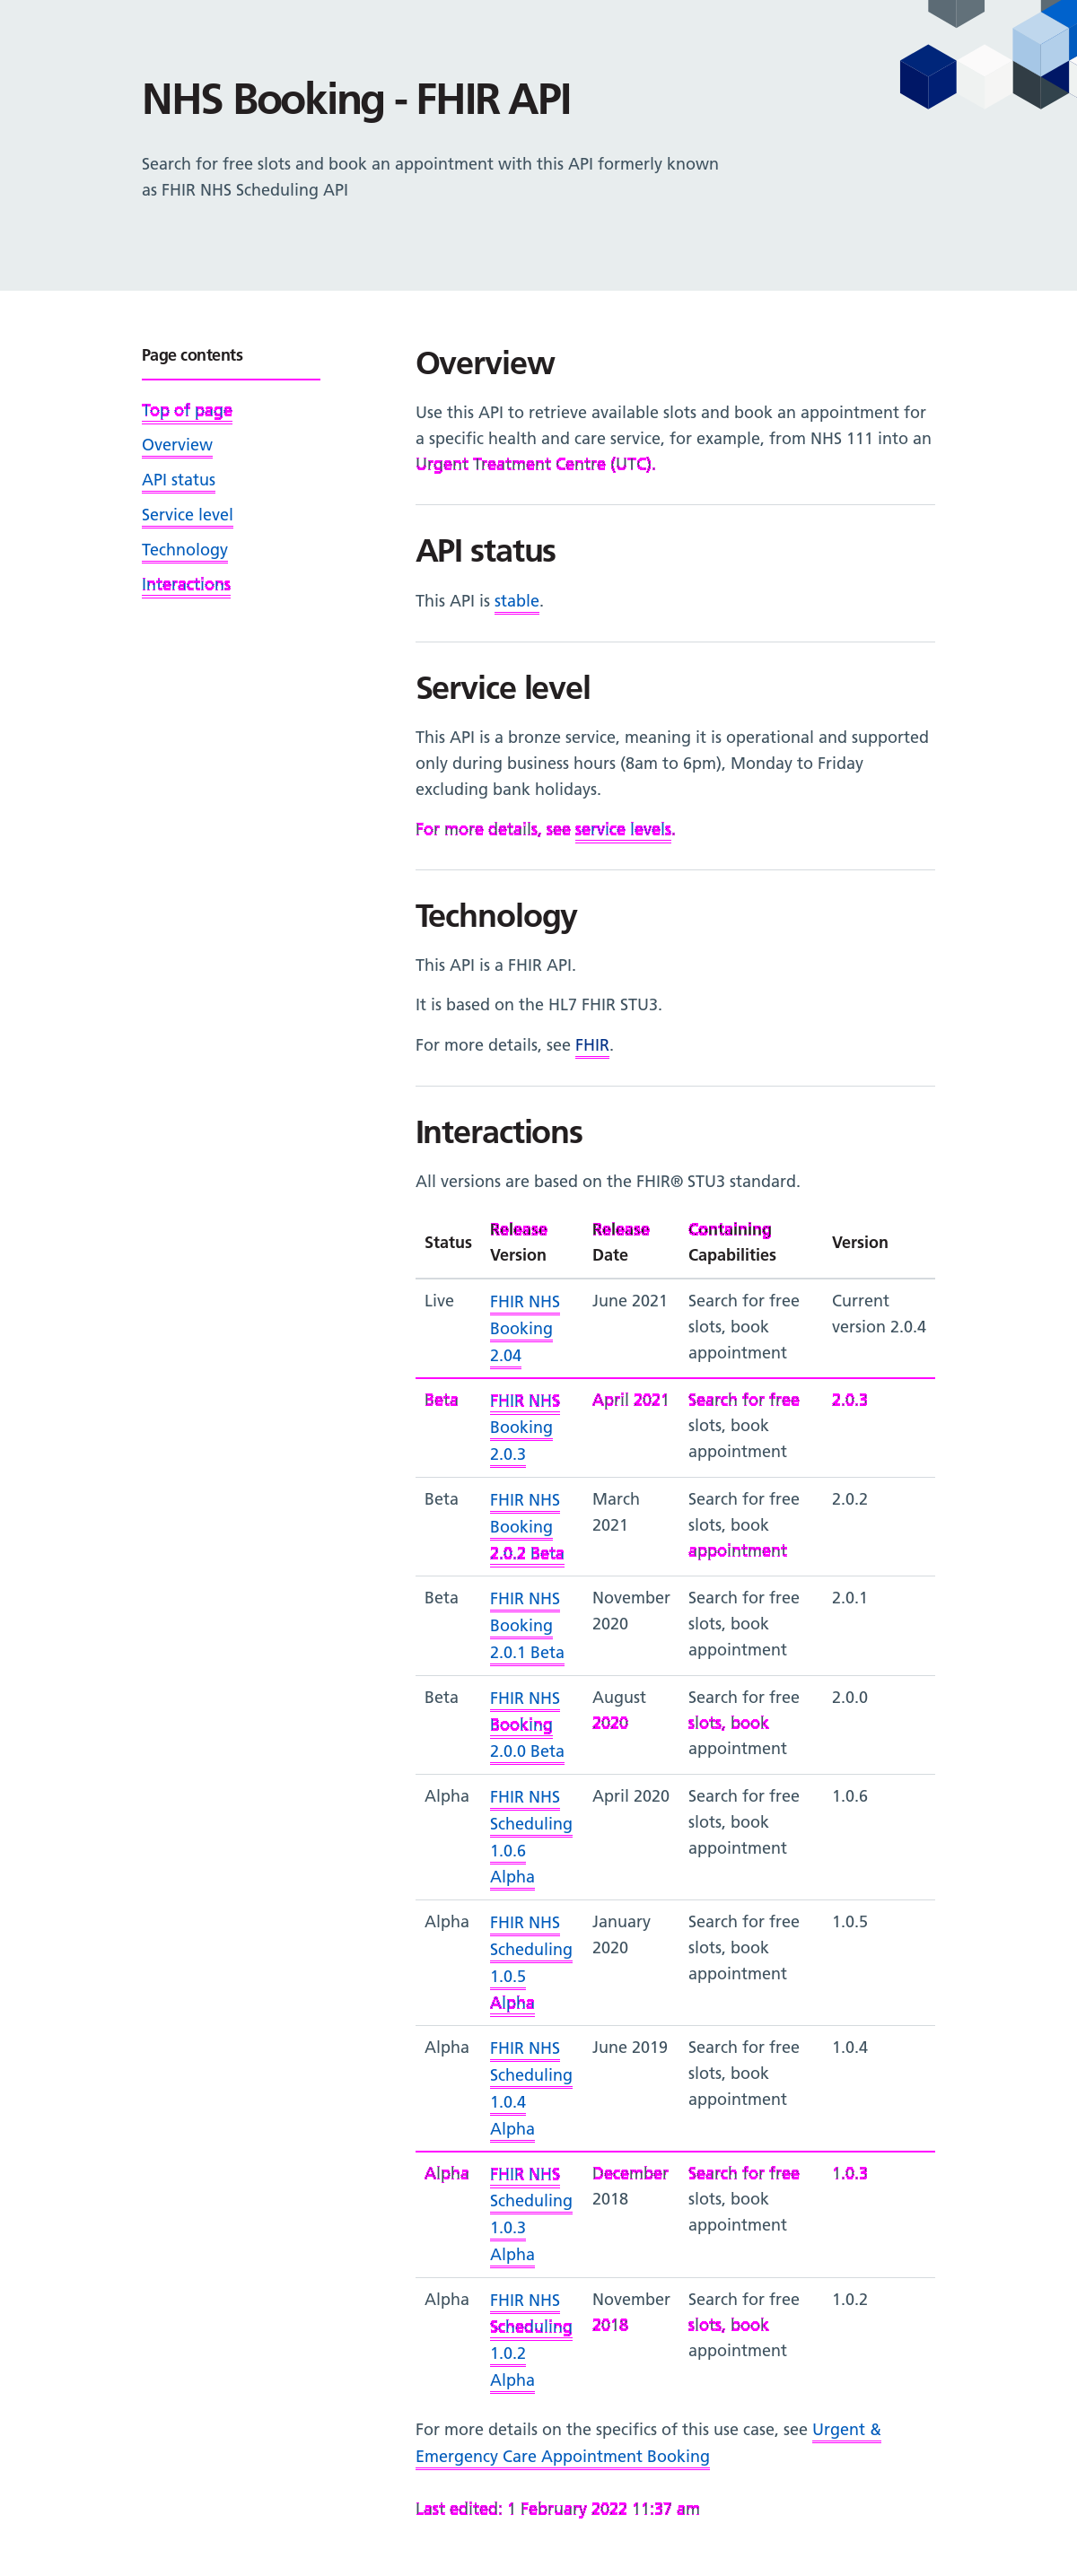 NHS Booking - FHIR API
Search for free slots and book an appointment with this API formerly known
as FHIR NHS Scheduling API
Page contents
Top of page
Overview
API status
Service level
Technology
Interactions
Overview
Use this API to retrieve available slots and book an appointment for
a specific health and care service, for example, from NHS 111 into an
Urgent Treatment Centre (UTC).
API status
This API is stable.
Service level
This API is a bronze service, meaning it is operational and supported
only during business hours (8am to 6pm), Monday to Friday
excluding bank holidays.
For more details, see service levels.
Technology
This API is a FHIR API.
It is based on the HL7 FHIR STU3.
For more details, see FHIR.
Interactions
All versions are based on the FHIR® STU3 standard.
Status Release Version Release Date Containing Capabilities Version
Live FHIR NHS Booking 2.04 June 2021 Search for free slots, book appointment Current version 2.0.4
Beta FHIR NHS Booking 2.0.3 April 2021 Search for free slots, book appointment 2.0.3
Beta FHIR NHS Booking 2.0.2 Beta March 2021 Search for free slots, book appointment 2.0.2
Beta FHIR NHS Booking 2.0.1 Beta November 2020 Search for free slots, book appointment 2.0.1
Beta FHIR NHS Booking 2.0.0 Beta August 2020 Search for free slots, book appointment 2.0.0
Alpha FHIR NHS Scheduling 1.0.6 Alpha April 2020 Search for free slots, book appointment 1.0.6
Alpha FHIR NHS Scheduling 1.0.5 Alpha January 2020 Search for free slots, book appointment 1.0.5
Alpha FHIR NHS Scheduling 1.0.4 Alpha June 2019 Search for free slots, book appointment 1.0.4
Alpha FHIR NHS Scheduling 1.0.3 Alpha December 2018 Search for free slots, book appointment 1.0.3
Alpha FHIR NHS Scheduling 1.0.2 Alpha November 2018 Search for free slots, book appointment 1.0.2
For more details on the specifics of this use case, see Urgent &
Emergency Care Appointment Booking
Last edited: 1 February 2022 11:37 am